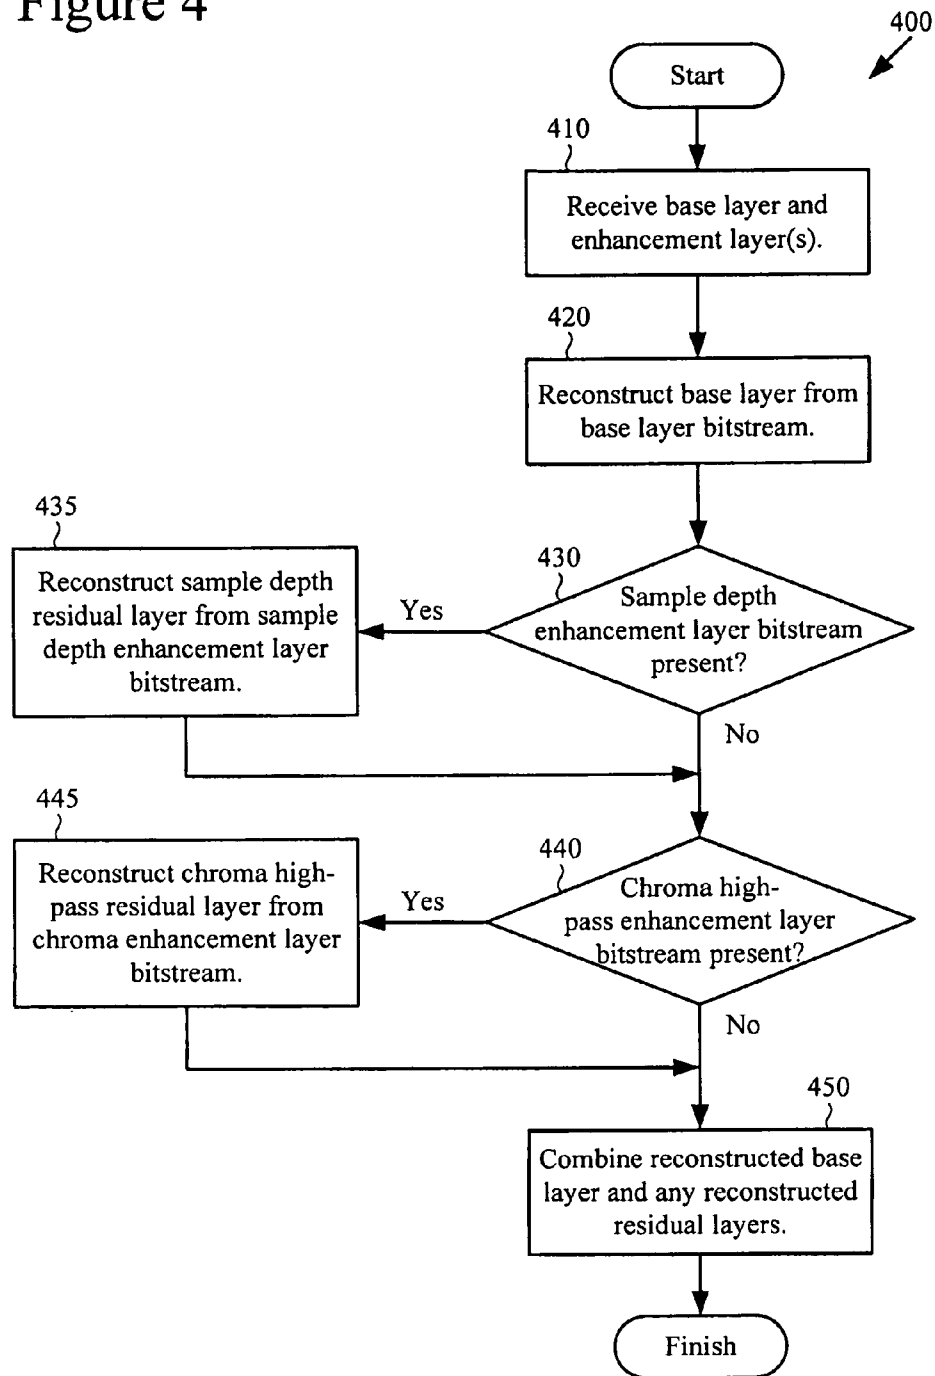 Figure 4
400
Start
410
Receive base layer and
enhancement layer(s).
420
Reconstruct base layer from
base layer bitstream.
435
Reconstruct sample depth
residual layer from sample
depth enhancement layer
bitstream.
Yes
430
Sample depth
enhancement layer bitstream
present?
No
445
Reconstruct chroma high-
pass residual layer from
chroma enhancement layer
bitstream.
Yes
440
Chroma high-
pass enhancement layer
bitstream present?
No
450
Combine reconstructed base
layer and any reconstructed
residual layers.
Finish